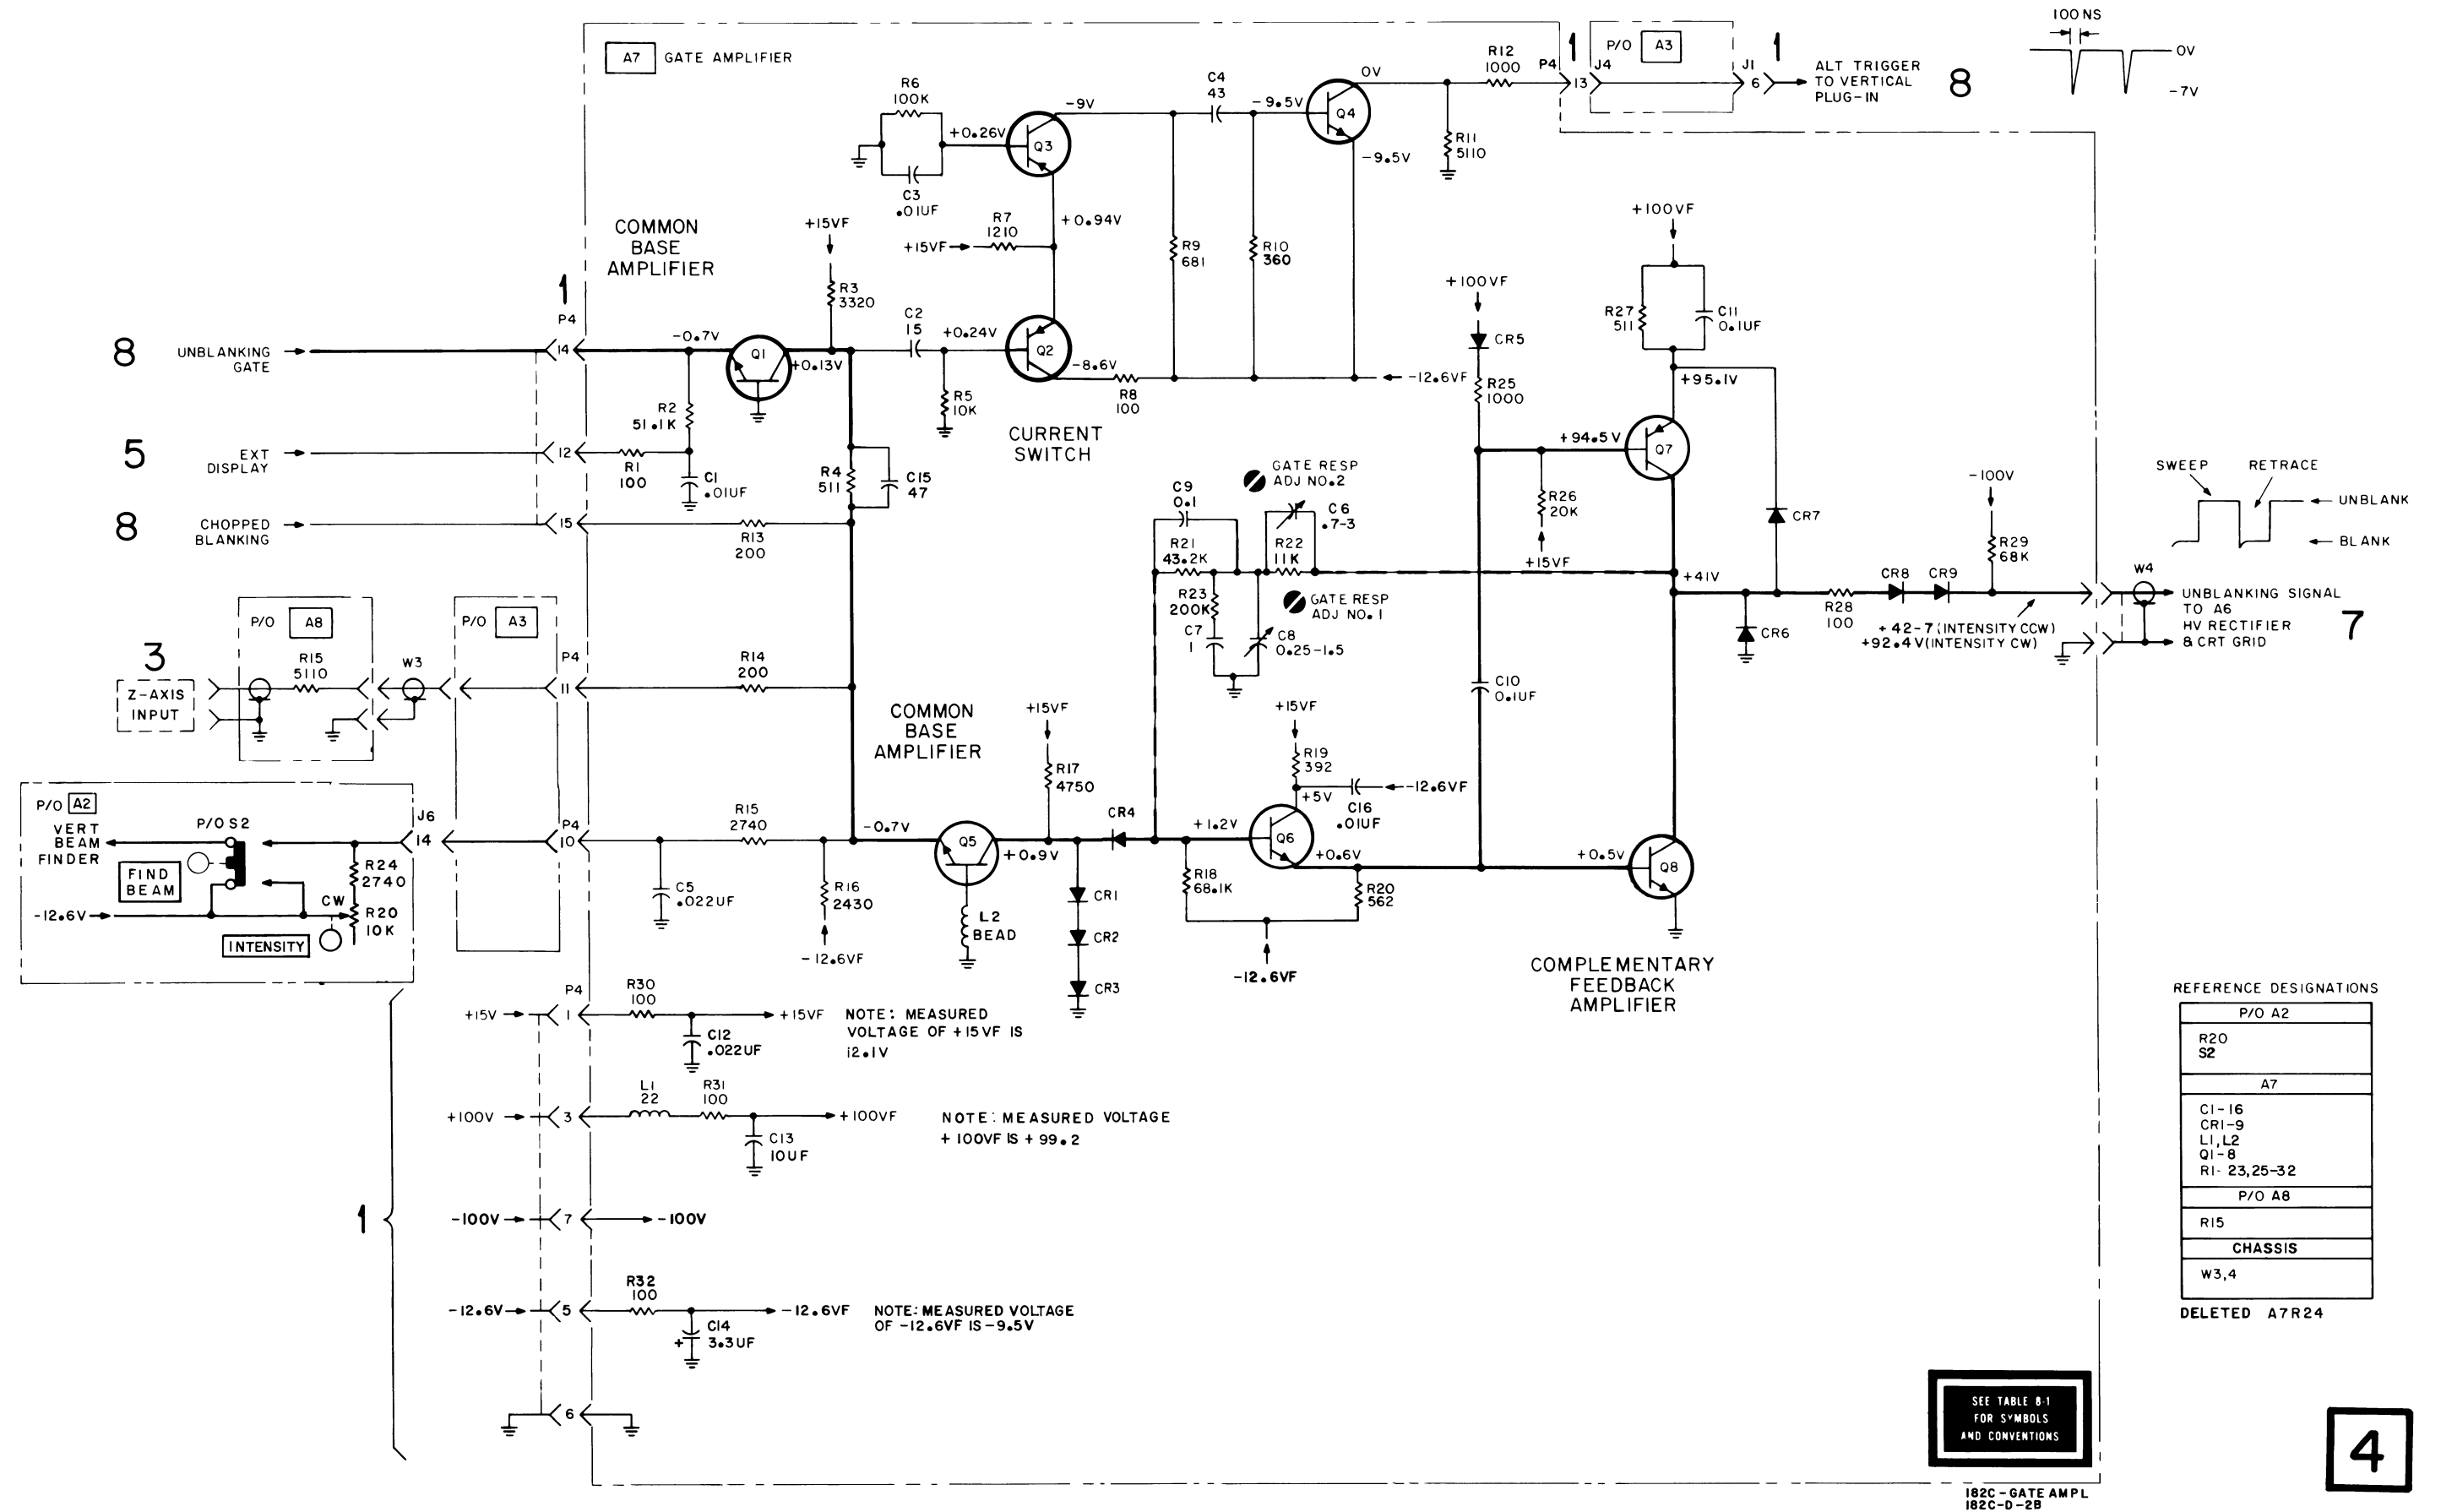 A7 GATE AMPLIFIER
R6
100K
+0.26V
Q3
-9V
C3
.01UF
C4
43
-9.5V
Q4
0V
-9.5V
R12
1000
P4
1
13
J4
P/O A3
J1
1
6
ALT TRIGGER
TO VERTICAL
PLUG-IN
8
100 NS
0V
-7V
R11
5110
COMMON
BASE
AMPLIFIER
+15VF
R3
3320
R7
1210
+15VF
+0.94V
R9
681
R10
360
+100VF
R27
511
C11
0.1UF
+100VF
CR5
R25
1000
+95.1V
1
P4
8
UNBLANKING
GATE
14
-0.7V
Q1
+0.13V
C2
15
+0.24V
Q2
-8.6V
R8
100
-12.6VF
R5
10K
CURRENT
SWITCH
R2
51.1K
5
EXT
DISPLAY
12
R1
100
C1
.01UF
R4
511
C15
47
8
CHOPPED
BLANKING
15
R13
200
+94.5V
Q7
R26
20K
+15VF
CR7
GATE RESP
ADJ NO.2
C9
0.1
C6
.7-3
R21
43.2K
R22
11K
R23
200K
GATE RESP
ADJ NO.1
C7
1
C8
0.25-1.5
+41V
-100V
R29
68K
CR8
CR9
R28
100
CR6
+42-7 (INTENSITY CCW)
+92.4V(INTENSITY CW)
W4
SWEEP
RETRACE
UNBLANK
BLANK
UNBLANKING SIGNAL
TO A6
HV RECTIFIER
& CRT GRID
7
3
Z-AXIS
INPUT
P/O A8
R15
5110
W3
P/O A3
P4
11
R14
200
COMMON
BASE
AMPLIFIER
+15VF
R17
4750
CR4
+15VF
R19
392
+5V
-12.6VF
C16
.01UF
C10
0.1UF
P/O A2
VERT
BEAM
FINDER
P/O S2
FIND
BEAM
-12.6V
CW
INTENSITY
R24
2740
R20
10K
J6
14
P4
10
C5
.022UF
R15
2740
R16
2430
-12.6VF
-0.7V
Q5
+0.9V
L2
BEAD
CR1
CR2
CR3
+1.2V
Q6
+0.6V
R18
68.1K
R20
562
-12.6VF
+0.5V
Q8
COMPLEMENTARY
FEEDBACK
AMPLIFIER
1
P4
+15V
1
R30
100
C12
.022UF
+15VF
NOTE: MEASURED
VOLTAGE OF +15VF IS
12.1V
+100V
3
L1
22
R31
100
C13
10UF
+100VF
NOTE: MEASURED VOLTAGE
+ 100VF IS + 99.2
-100V
7
-100V
-12.6V
5
R32
100
C14
+
3.3UF
-12.6VF
NOTE: MEASURED VOLTAGE
OF -12.6VF IS -9.5V
6
REFERENCE DESIGNATIONS
P/O A2
R20
S2
A7
C1-16
CR1-9
L1,L2
Q1-8
R1- 23,25-32
P/O A8
R15
CHASSIS
W3,4
DELETED A7R24
SEE TABLE 8-1
FOR SYMBOLS
AND CONVENTIONS
182C-GATE AMPL
182C-D-2B
4